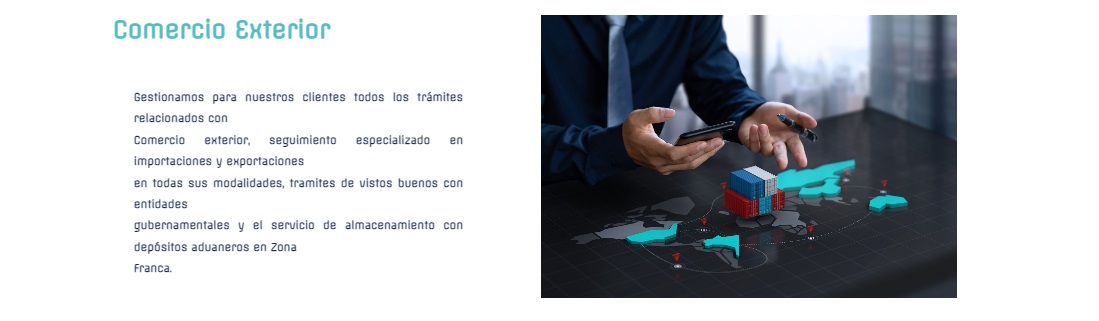 Comercio Exterior
Gestionamos para nuestros clientes todos los trámites
relacionados con
Comercio exterior, seguimiento especializado en
importaciones y exportaciones
en todas sus modalidades, tramites de vistos buenos con
entidades
gubernamentales y el servicio de almacenamiento con
depósitos aduaneros en Zona
Franca.